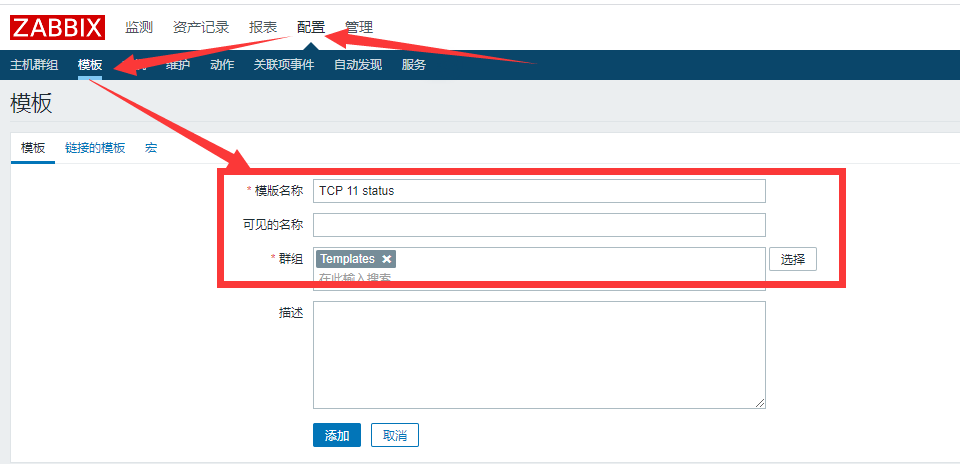 ZABBIX 监测 资产记录 报表 配置 管理
主机群组 模板 维护 动作 关联项事件 自动发现 服务
模板
模板 链接的模板 宏
* 模版名称 TCP 11 status
可见的名称
* 群组 Templates ✖ 选择
在此输入搜索
描述
添加 取消